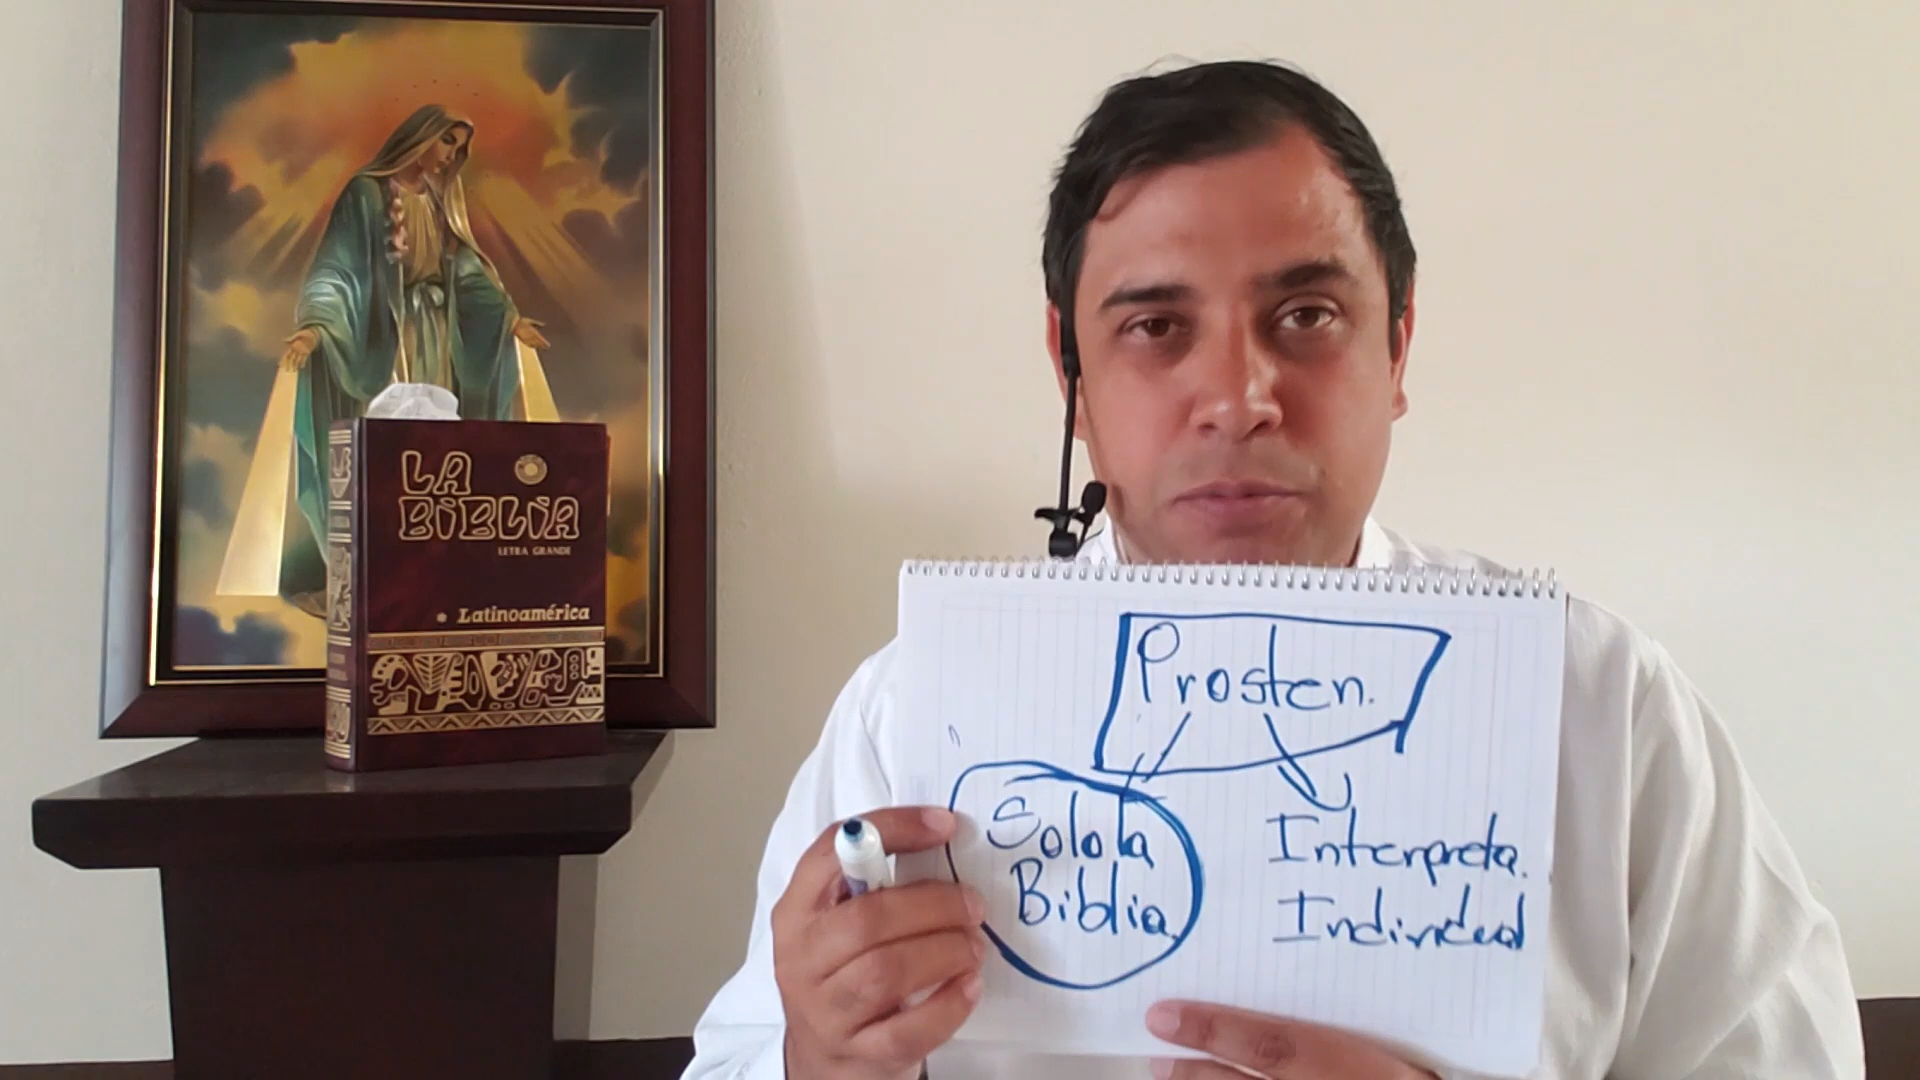 LA
BIBLIA
LETRA GRANDE
Latinoamérica
Prosten.
Solo la
Biblia.
Interpreta.
Individual